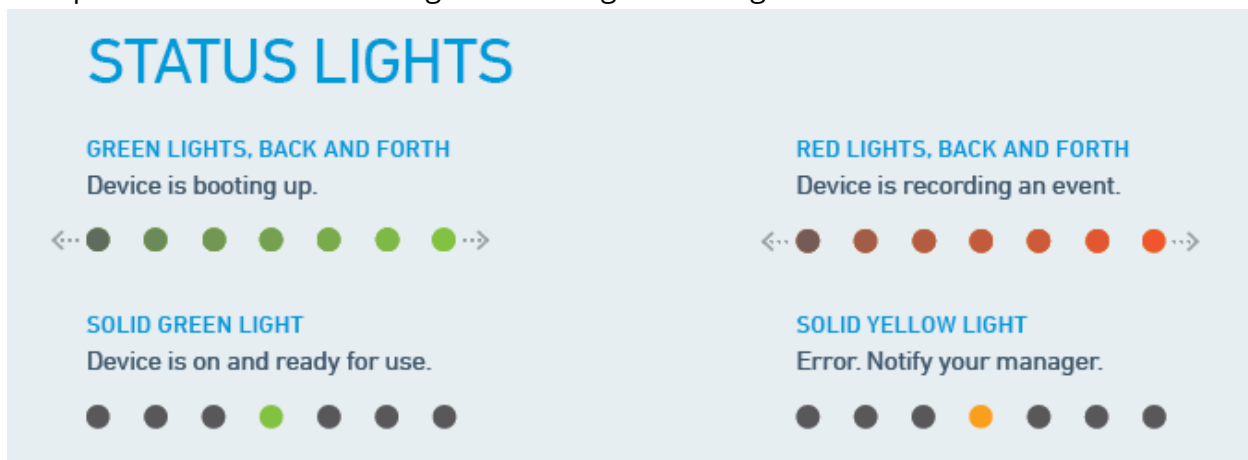 STATUS LIGHTS
GREEN LIGHTS, BACK AND FORTH
Device is booting up.
RED LIGHTS, BACK AND FORTH
Device is recording an event.
SOLID GREEN LIGHT
Device is on and ready for use.
SOLID YELLOW LIGHT
Error. Notify your manager.